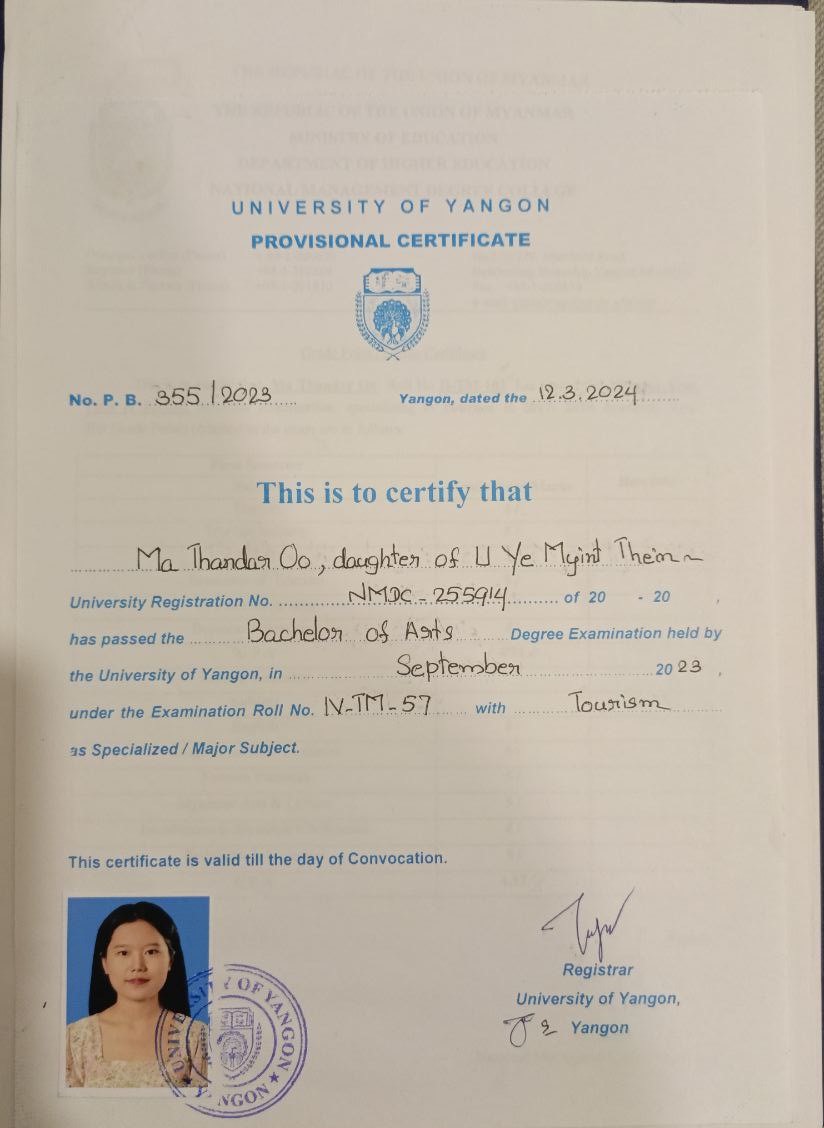 UNIVERSITY OF YANGON
PROVISIONAL CERTIFICATE
No. P. B. 355 / 2023
Yangon, dated the 12.3.2024
This is to certify that
Ma Thandar Oo, daughter of U Ye Myint Thein
University Registration No. NMDC - 255914 of 20 - 20 ,
has passed the Bachelor of Arts Degree Examination held by
the University of Yangon, in September 2023 ,
under the Examination Roll No. IV-TM-57 with Tourism
as Specialized / Major Subject.
This certificate is valid till the day of Convocation.
Registrar
University of Yangon,
Yangon
UNIVERSITY OF YANGON
YANGON